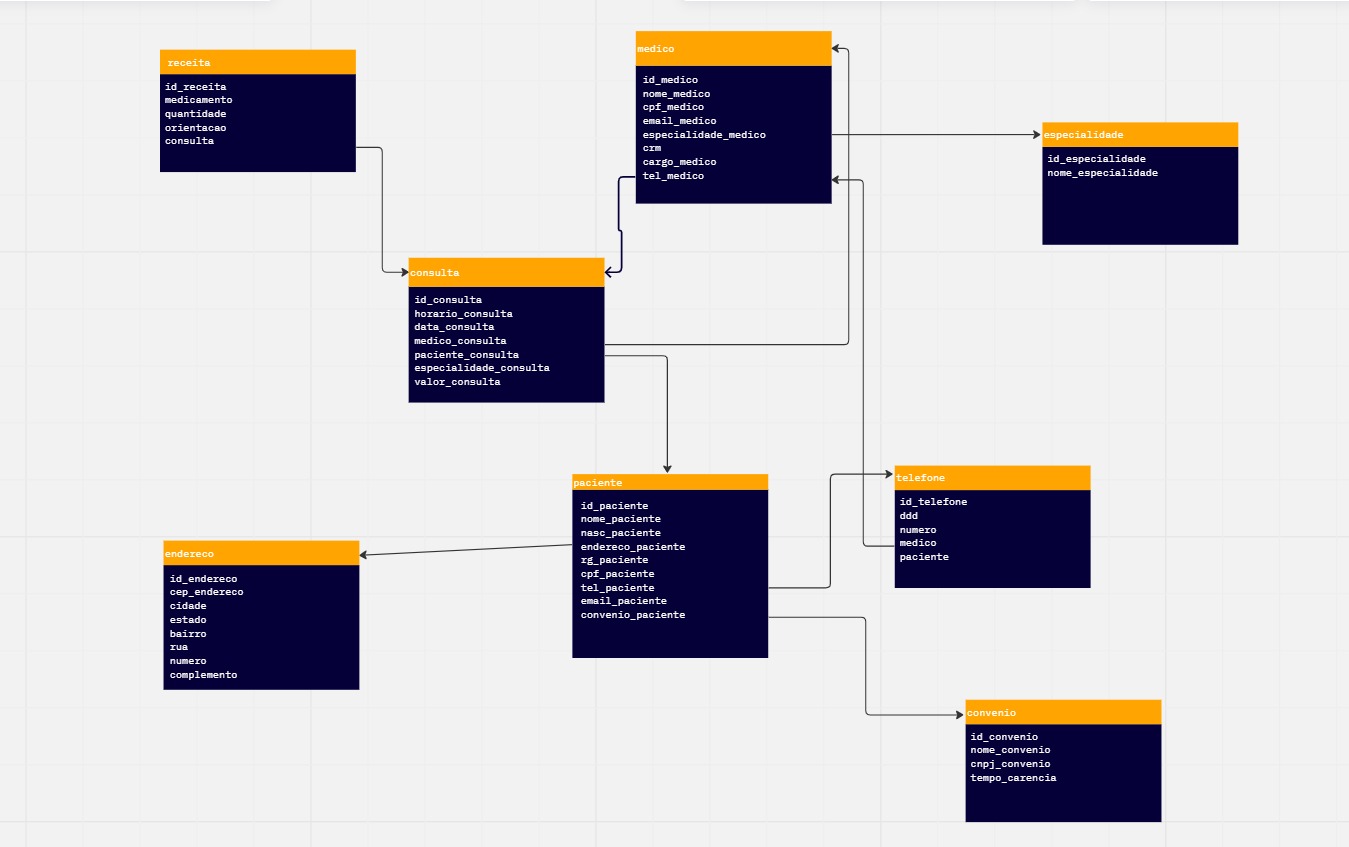 receita
id_receita
medicamento
quantidade
orientacao
consulta
medico
id_medico
nome_medico
cpf_medico
email_medico
especialidade_medico
crm
cargo_medico
tel_medico
especialidade
id_especialidade
nome_especialidade
consulta
id_consulta
horario_consulta
data_consulta
medico_consulta
paciente_consulta
especialidade_consulta
valor_consulta
paciente
id_paciente
nome_paciente
nasc_paciente
endereco_paciente
rg_paciente
cpf_paciente
tel_paciente
email_paciente
convenio_paciente
telefone
id_telefone
ddd
numero
medico
paciente
endereco
id_endereco
cep_endereco
cidade
estado
bairro
rua
numero
complemento
convenio
id_convenio
nome_convenio
cnpj_convenio
tempo_carencia